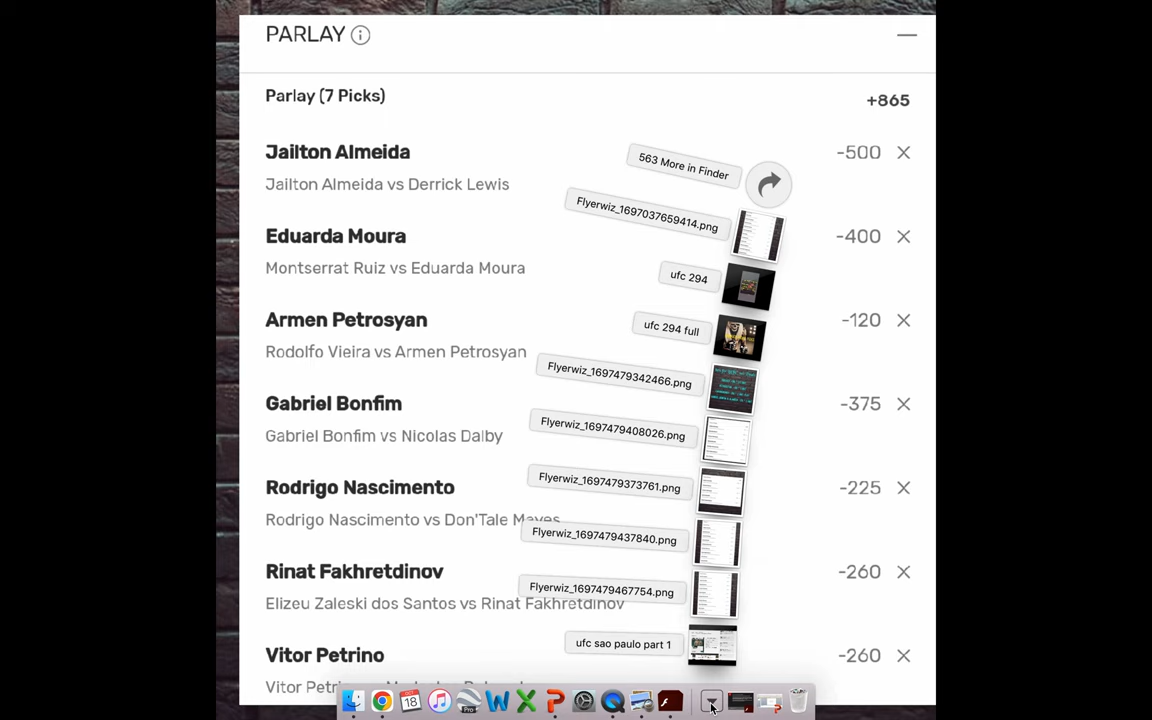 PARLAY
Parlay (7 Picks)
+865
Jailton Almeida
-500
Jailton Almeida vs Derrick Lewis
Eduarda Moura
-400
Montserrat Ruiz vs Eduarda Moura
Armen Petrosyan
-120
Rodolfo Vieira vs Armen Petrosyan
Gabriel Bonfim
-375
Gabriel Bonfim vs Nicolas Dalby
Rodrigo Nascimento
-225
Rodrigo Nascimento vs Don'Tale Mayes
Rinat Fakhretdinov
-260
Elizeu Zaleski dos Santos vs Rinat Fakhretdinov
Vitor Petrino
-260
Vitor
563 More in Finder
Flyerwiz_1697037659414.png
ufc 294
ufc 294 full
Flyerwiz_1697479342466.png
Flyerwiz_1697479408026.png
Flyerwiz_1697479373761.png
Flyerwiz_1697479437840.png
Flyerwiz_1697479467754.png
ufc sao paulo part 1
18
Pro